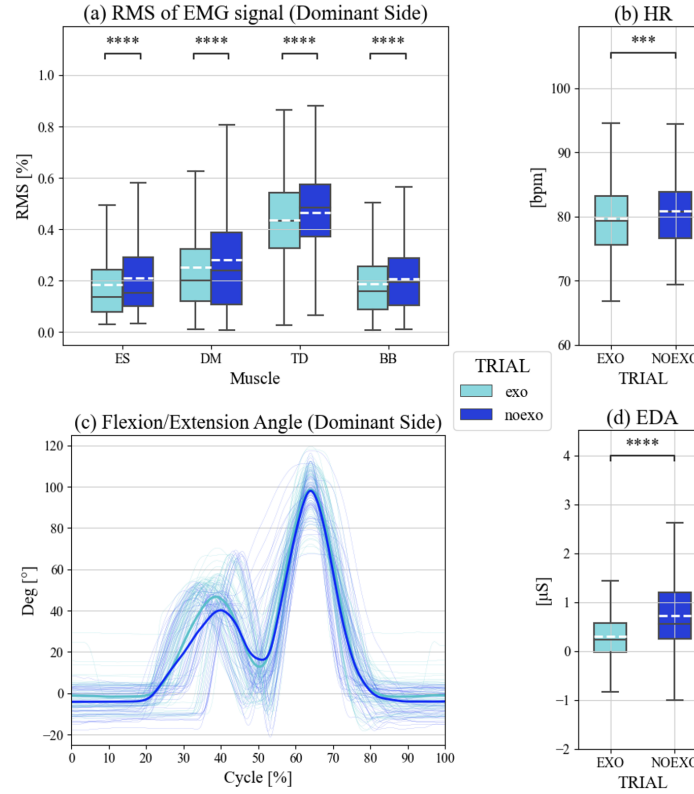 (a) RMS of EMG signal (Dominant Side)
**** **** **** ****
RMS [%]
1.0
0.8
0.6
0.4
0.2
0.0
ES DM TD BB
Muscle
(b) HR
***
[bpm]
100
90
80
70
60
EXO NOEXO
TRIAL
TRIAL
exo
noexo
(c) Flexion/Extension Angle (Dominant Side)
Deg [°]
120
100
80
60
40
20
0
−20
0 10 20 30 40 50 60 70 80 90 100
Cycle [%]
(d) EDA
****
[µS]
4
3
2
1
0
−1
−2
EXO NOEXO
TRIAL